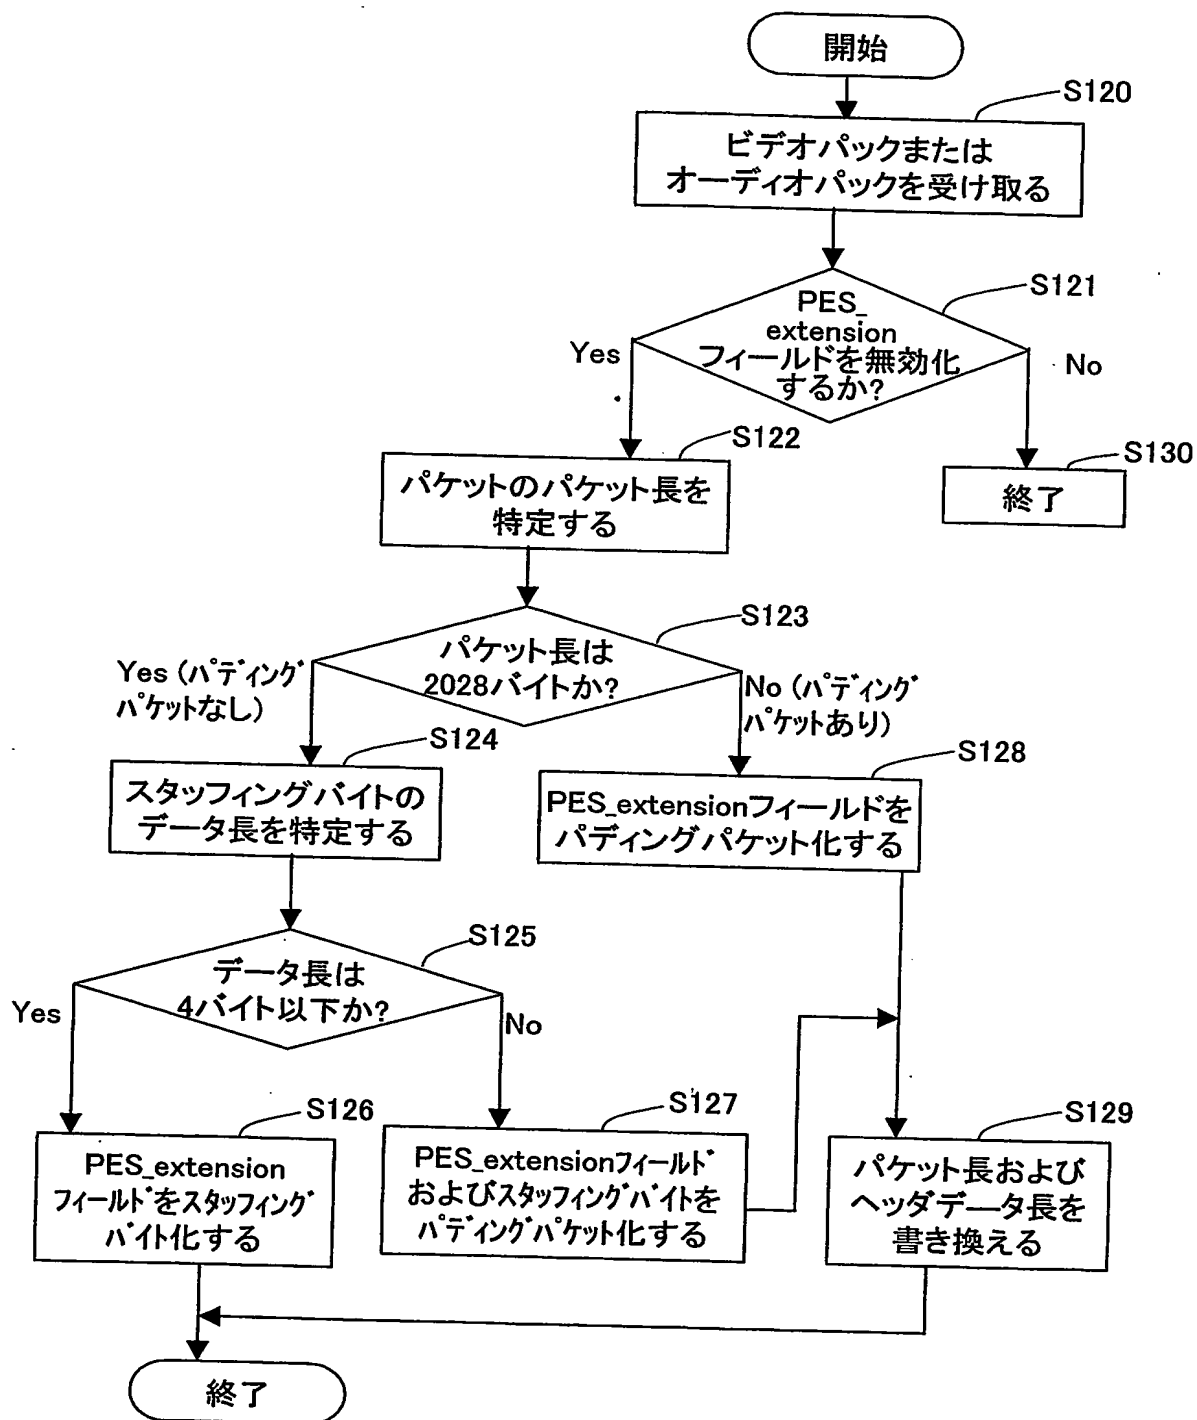 開始
S120
ビデオパックまたは
オーディオパックを受け取る
S121
PES_
extension
フィールドを無効化
するか?
Yes
No
S122
パケットのパケット長を
特定する
S130
終了
S123
パケット長は
2028バイトか?
Yes (パディング
パケットなし)
No (パディング
パケットあり)
S124
スタッフィングバイトの
データ長を特定する
S128
PES_extensionフィールドを
パディングパケット化する
S125
データ長は
4バイト以下か?
Yes
No
S126
PES_extension
フィールドをスタッフィング
バイト化する
S127
PES_extensionフィールド
およびスタッフィングバイトを
パディングパケット化する
S129
パケット長および
ヘッダデータ長を
書き換える
終了